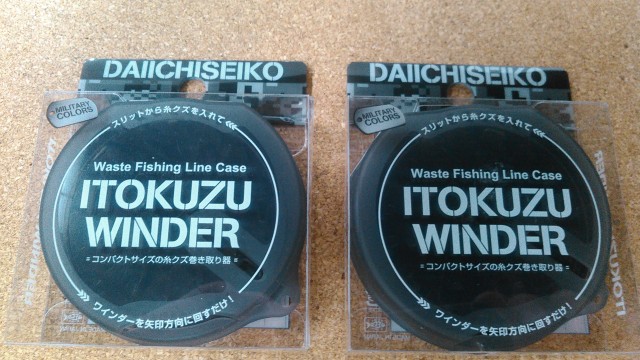 DAIICHISEIKO
MILITARY
COLORS
スリットから糸クズを入れて
Waste Fishing Line Case
ITOKUZU
WINDER
=コンパクトサイズの糸クズ巻き取り器=
ワインダーを矢印方向に回すだけ!
DAIICHISEIKO
MILITARY
COLORS
スリットから糸クズを入れて
Waste Fishing Line Case
ITOKUZU
WINDER
=コンパクトサイズの糸クズ巻き取り器=
ワインダーを矢印方向に回すだけ!